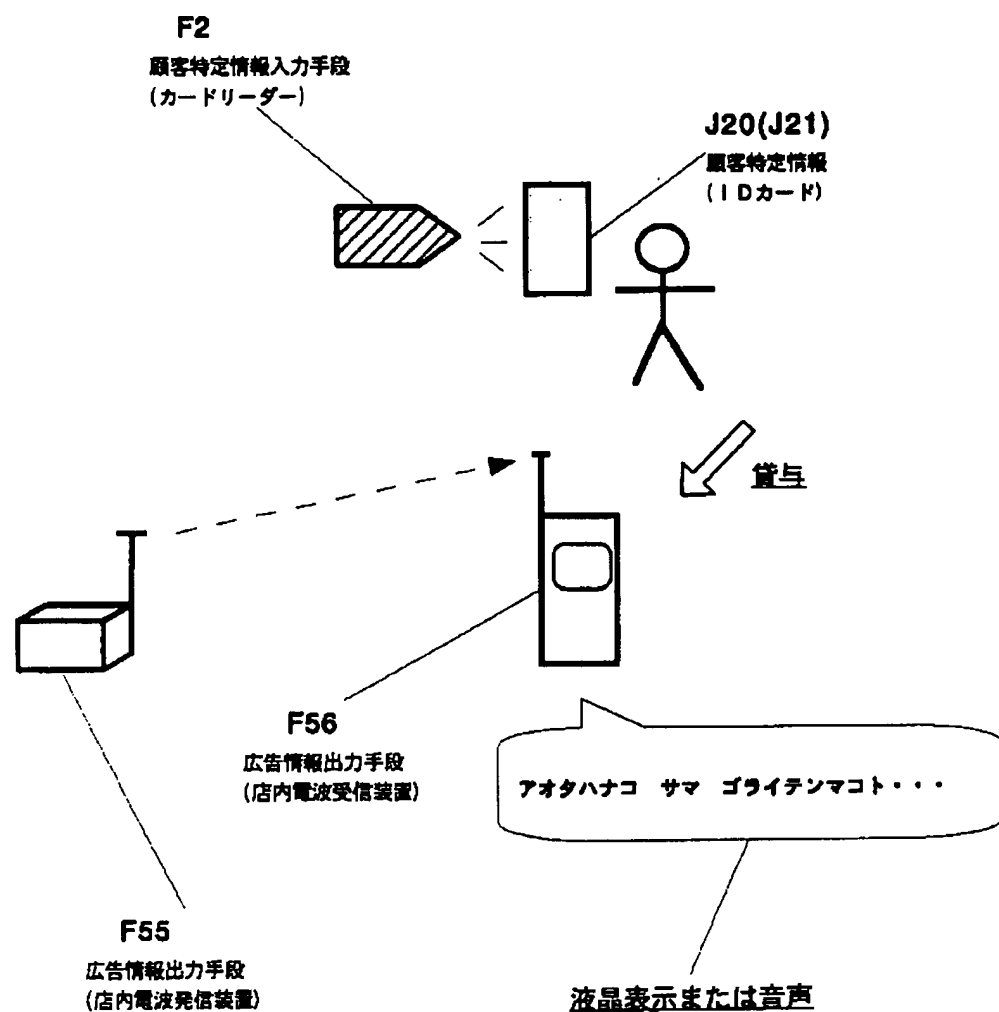 F2
顧客特定情報入力手段
(カードリーダー)
J20(J21)
顧客特定情報
(IDカード)
貸与
F56
広告情報出力手段
(店内電波受信装置)
アオタハナコ サマ ゴライテンマコト・・・
F55
広告情報出力手段
(店内電波発信装置)
液晶表示または音声